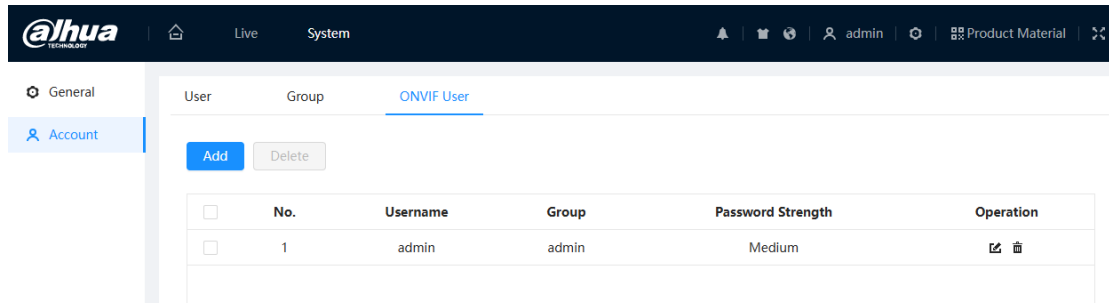 alhua
TECHNOLOGY
Live System admin Product Material
General
Account
User Group ONVIF User
Add Delete
No. Username Group Password Strength Operation
1 admin admin Medium